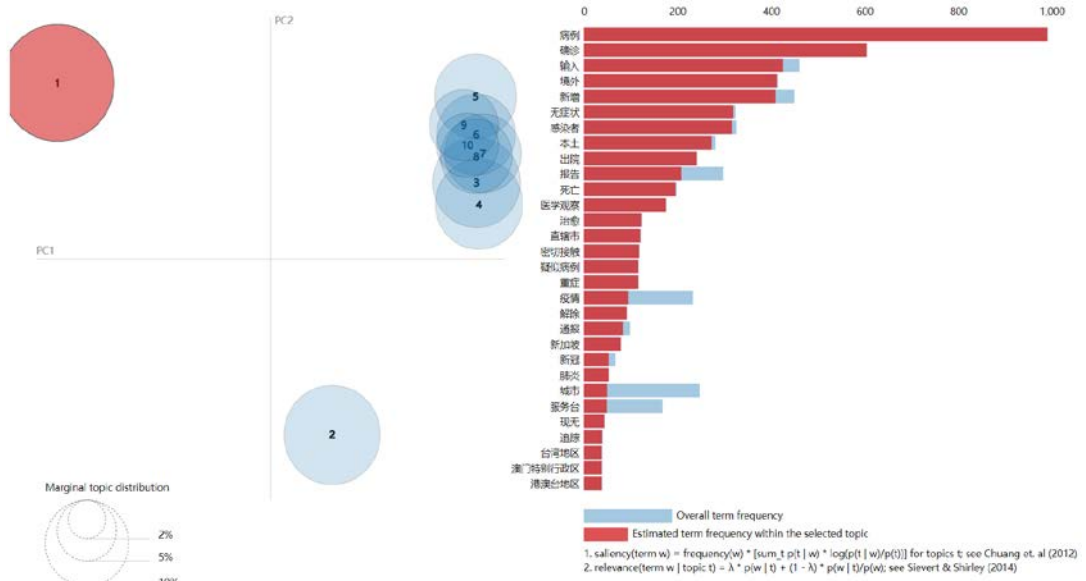 PC2
PC1
1
5
9
6
10
7
8
3
4
2
Marginal topic distribution
2%
5%
10%
0
200
400
600
800
1,000
病例
确诊
输入
境外
新增
无症状
感染者
本土
出院
报告
死亡
医学观察
治愈
直辖市
密切接触
疑似病例
重症
疫情
解除
通报
新加坡
新冠
肺炎
城市
服务台
现无
追踪
台湾地区
澳门特别行政区
港澳台地区
Overall term frequency
Estimated term frequency within the selected topic
1. saliency(term w) = frequency(w) * [sum_t p(t | w) * log(p(t | w)/p(t))] for topics t; see Chuang et. al (2012)
2. relevance(term w | topic t) = λ * p(w | t) + (1 - λ) * p(w | t)/p(w); see Sievert & Shirley (2014)